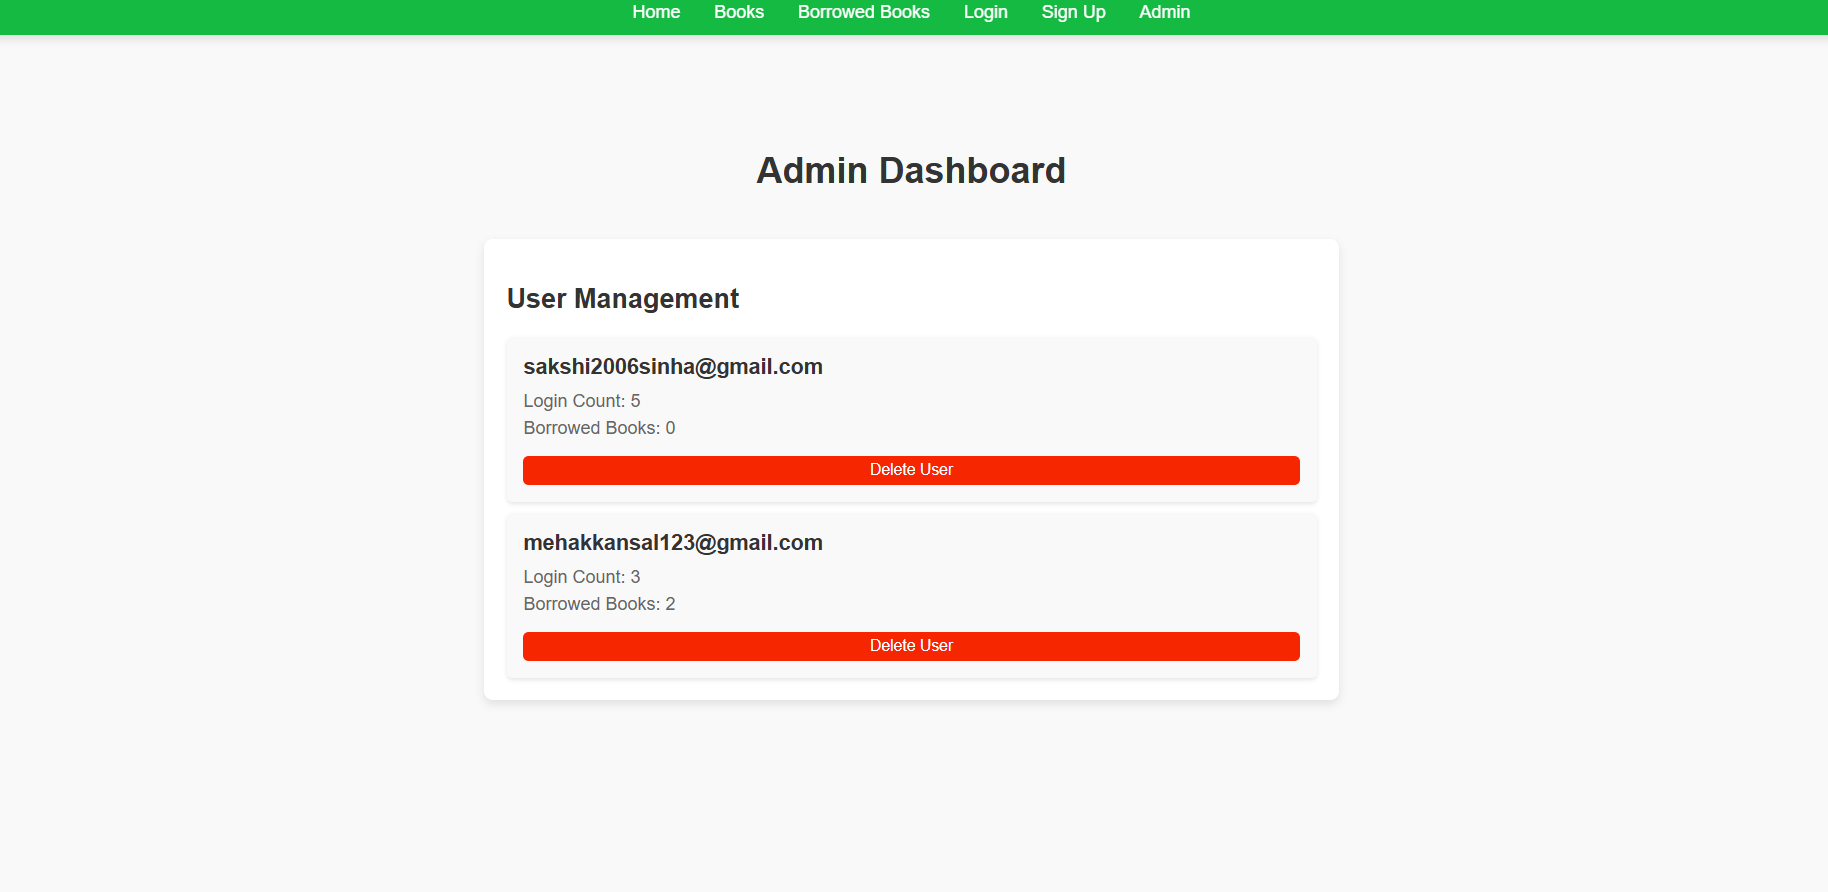 Home Books Borrowed Books Login Sign Up Admin
Admin Dashboard
User Management
sakshi2006sinha@gmail.com
Login Count: 5
Borrowed Books: 0
Delete User
mehakkansal123@gmail.com
Login Count: 3
Borrowed Books: 2
Delete User